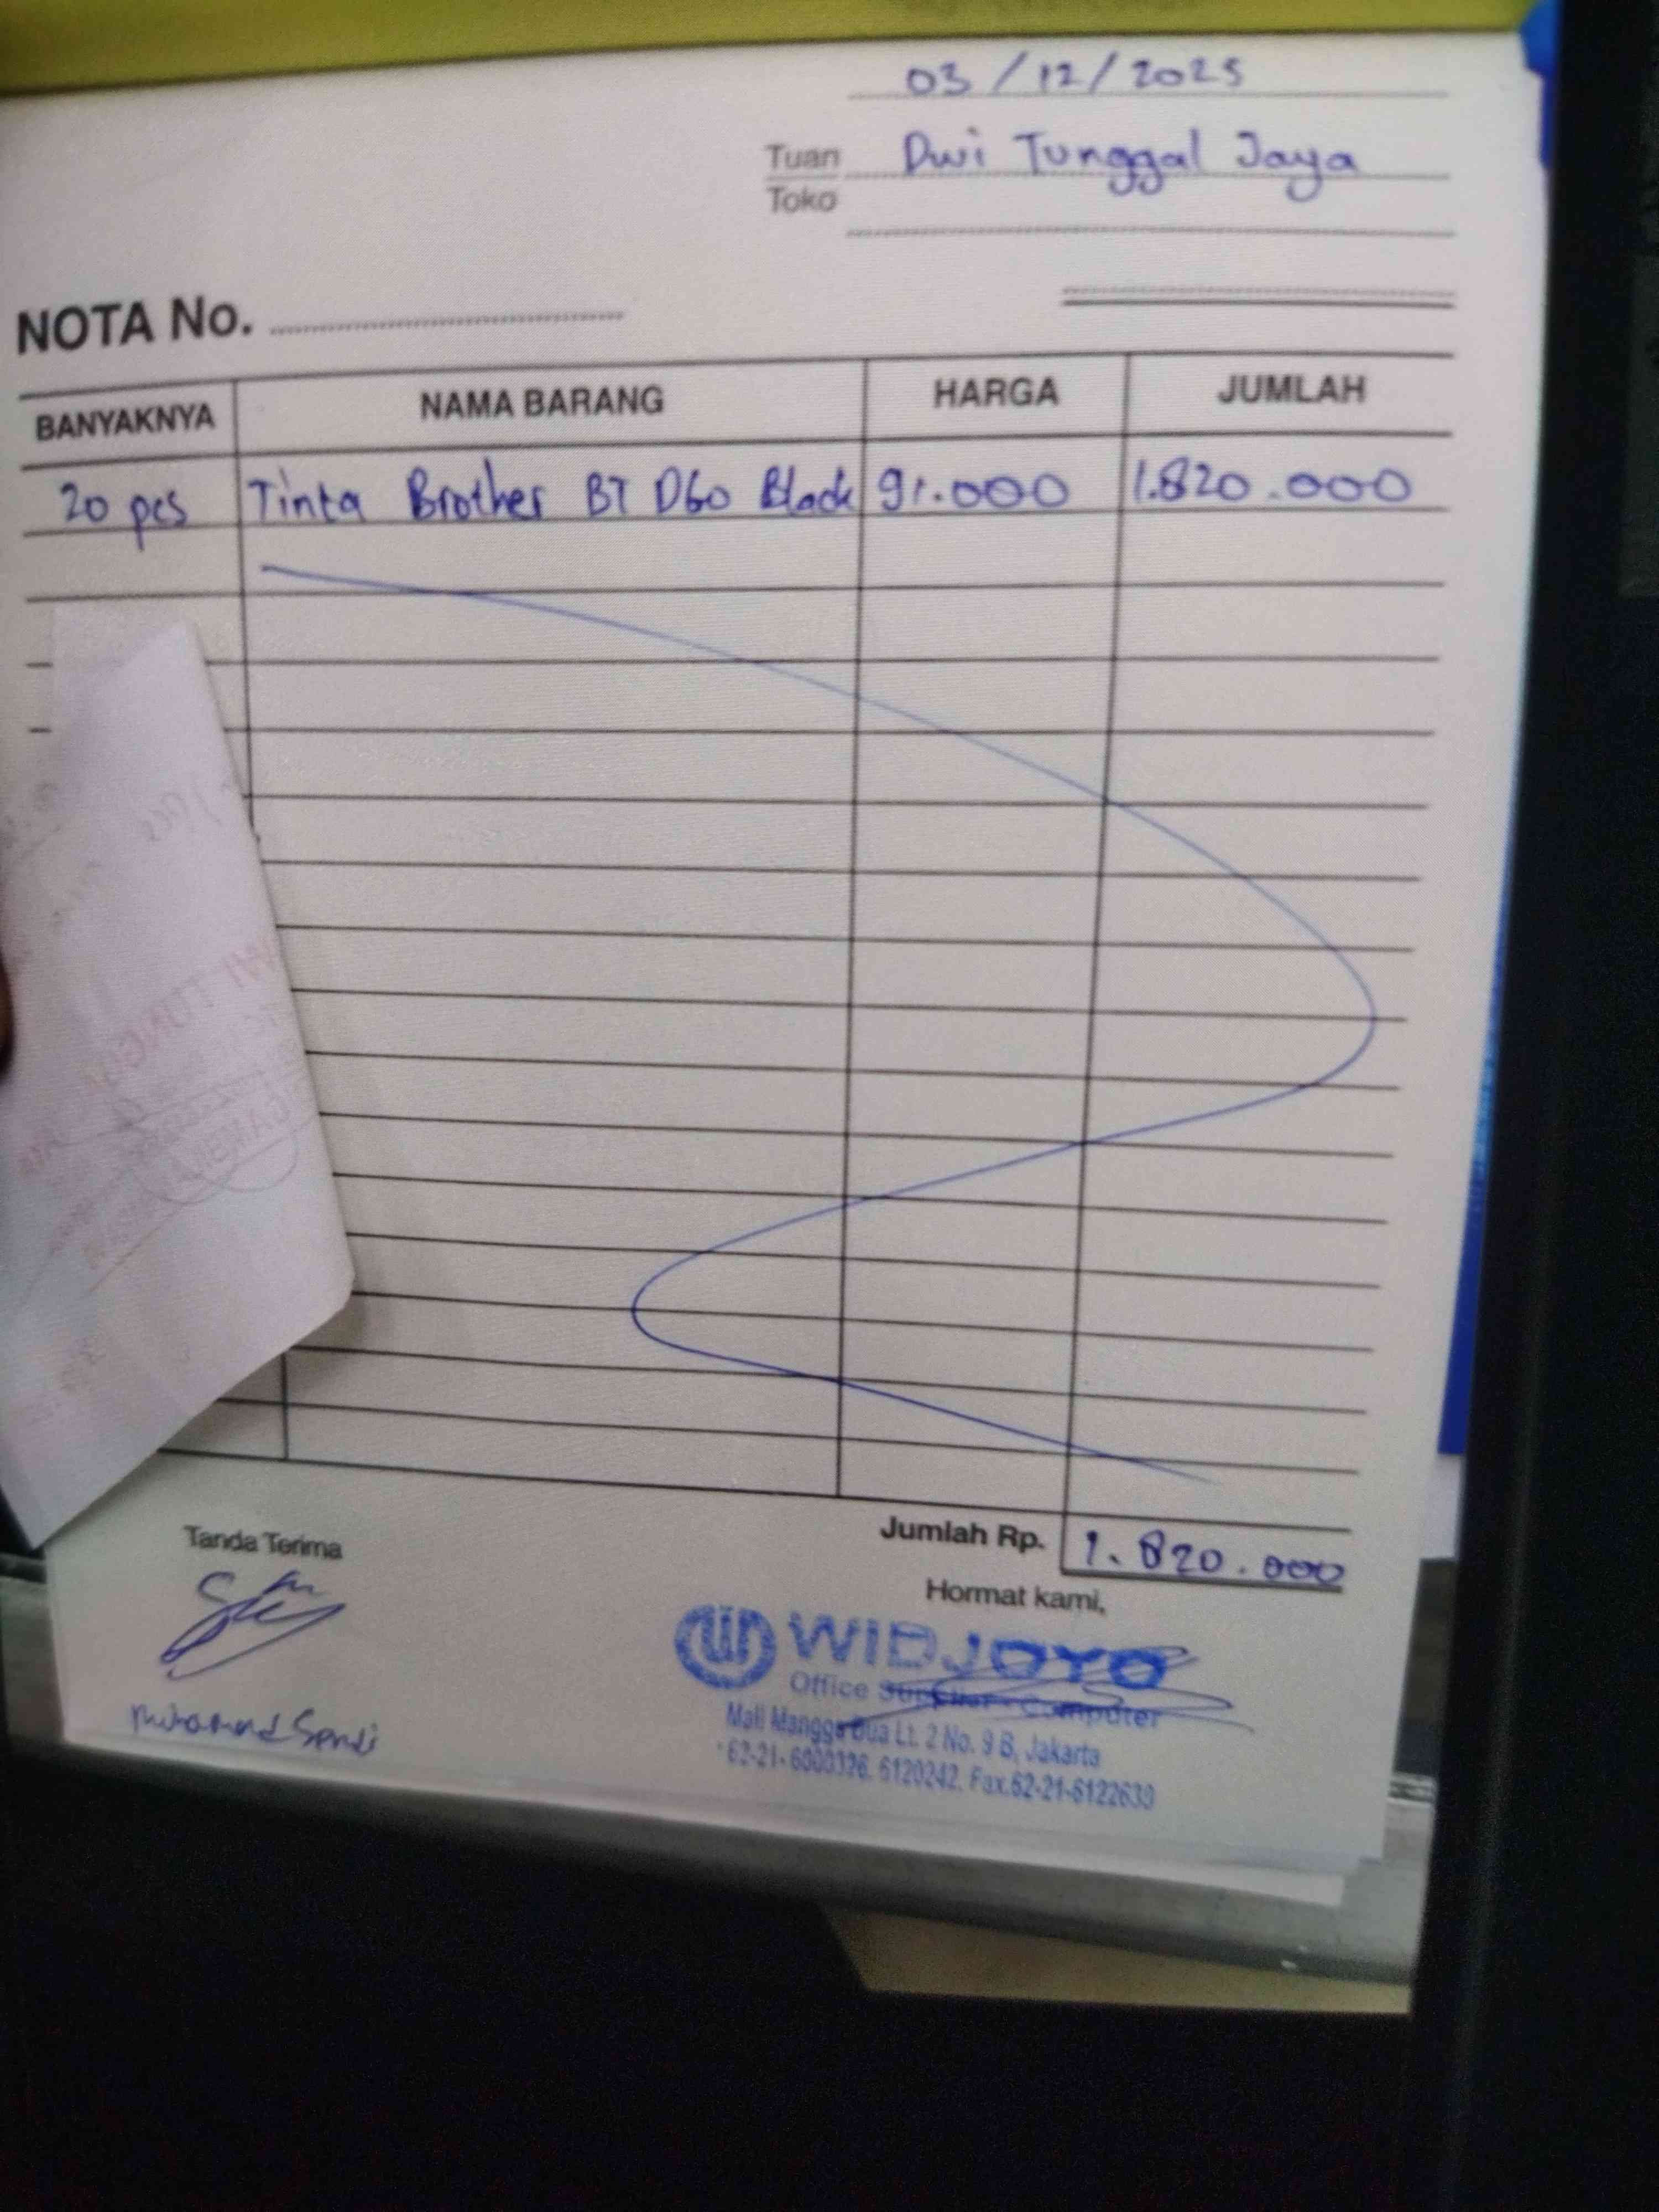 03/12/2025
Tuan Dwi Tunggal Jaya
Toko
NOTA No.
BANYAKNYA NAMA BARANG HARGA JUMLAH
20 pcs Tinta Brother BT D60 Black 91.000 1.820.000
Jumlah Rp. 1.820.000
Tanda Terima
Hormat kami,
WIDJOYO
Office Supplier - Computer
Mall Mangga Dua Lt. 2 No. 9 B, Jakarta
62-21-6000326. 6120242. Fax.62-21-6122639